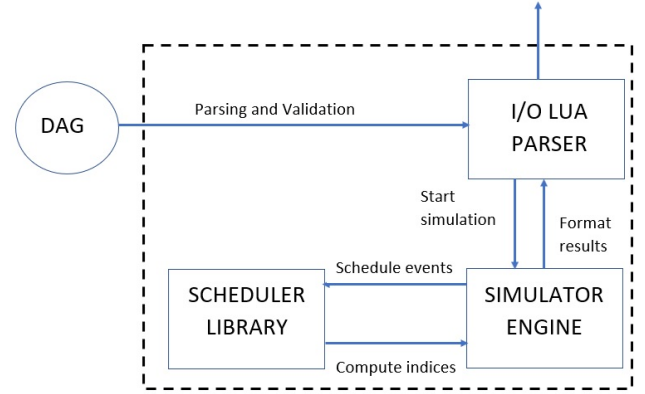 DAG
Parsing and Validation
I/O LUA
PARSER
Start
simulation
Format
results
Schedule events
SCHEDULER
LIBRARY
SIMULATOR
ENGINE
Compute indices